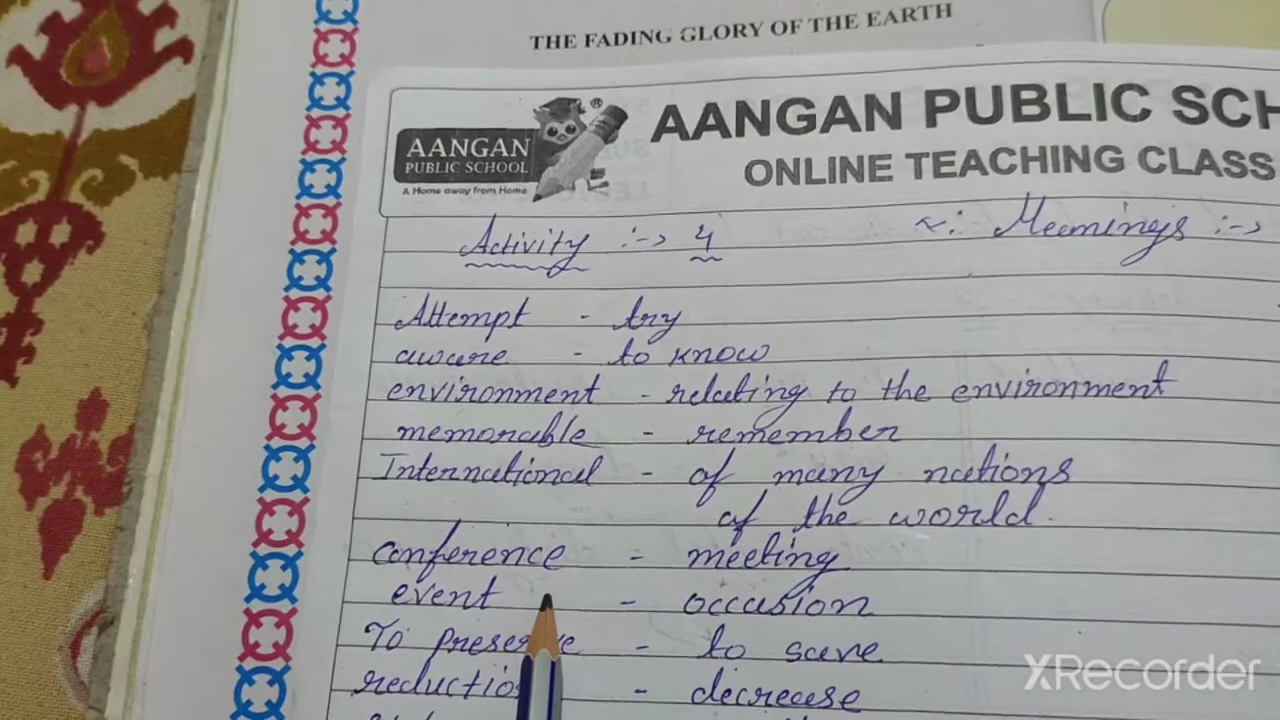 THE FADING GLORY OF THE EARTH
AANGAN PUBLIC SCH
ONLINE TEACHING CLASS
AANGAN
PUBLIC SCHOOL
A Home away from Home
®
Activity :-> 4 ~: Meanings :->
Attempt - try
aware - to know
environment - relating to the environment
memorable - remember
International - of many nations
of the world.
conference - meeting
event - occasion
To preserve - to save
reduction - decrease
XRecorder